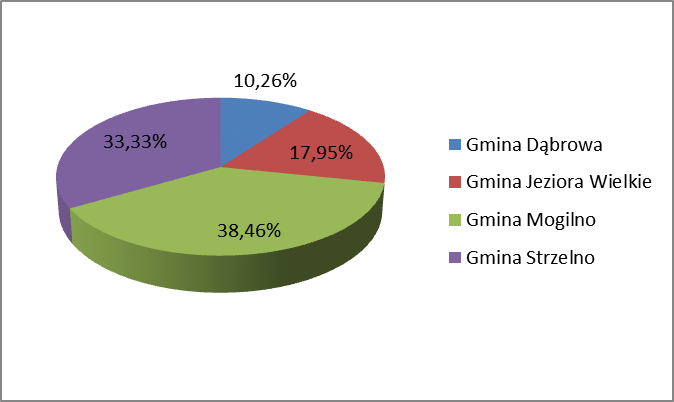 10,26%
33,33%
17,95%
38,46%
Gmina Dąbrowa
Gmina Jeziora Wielkie
Gmina Mogilno
Gmina Strzelno